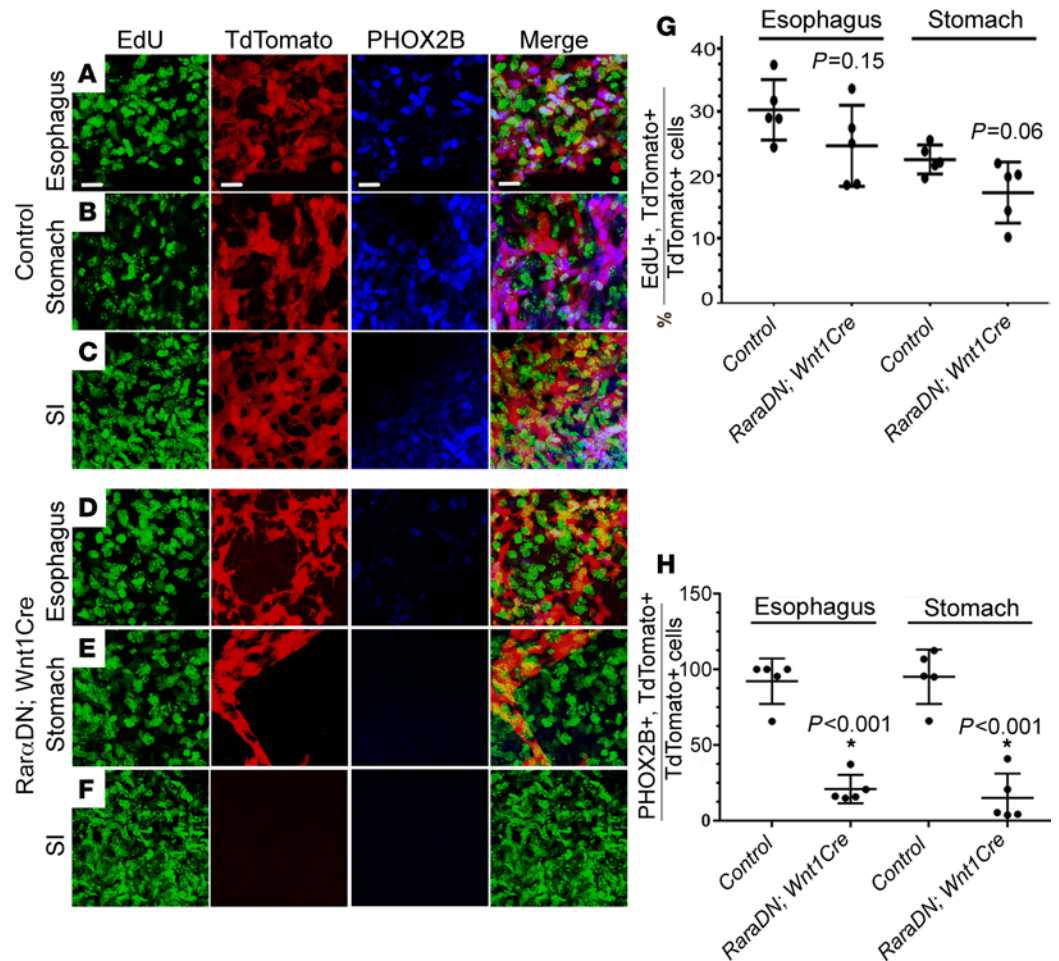 EdU TdTomato PHOX2B Merge
Control
A Esophagus
B Stomach
C SI
RarαDN; Wnt1Cre
D Esophagus
E Stomach
F SI
G
Esophagus Stomach
P=0.15
P=0.06
% EdU+, TdTomato+
TdTomato+ cells
40
30
20
10
0
Control
RaraDN; Wnt1Cre
Control
RaraDN; Wnt1Cre
H
Esophagus Stomach
P<0.001
*
P<0.001
*
PHOX2B+, TdTomato+
TdTomato+ cells
150
100
50
0
Control
RaraDN; Wnt1Cre
Control
RaraDN; Wnt1Cre